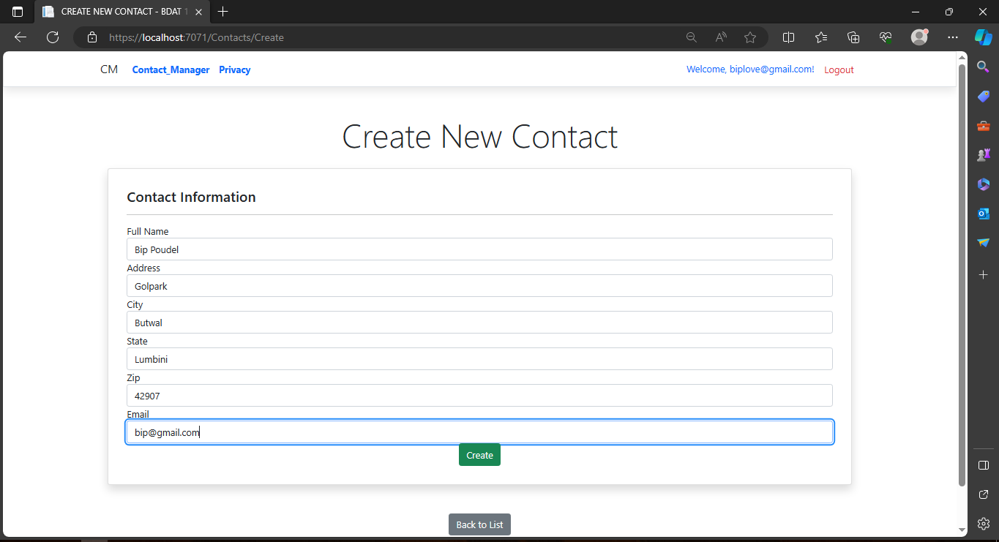 CREATE NEW CONTACT - BDAT 1
https://localhost:7071/Contacts/Create
CM Contact_Manager Privacy Welcome, biplove@gmail.com! Logout
Create New Contact
Contact Information
Full Name
Bip Poudel
Address
Golpark
City
Butwal
State
Lumbini
Zip
42907
Email
bip@gmail.com
Create
Back to List